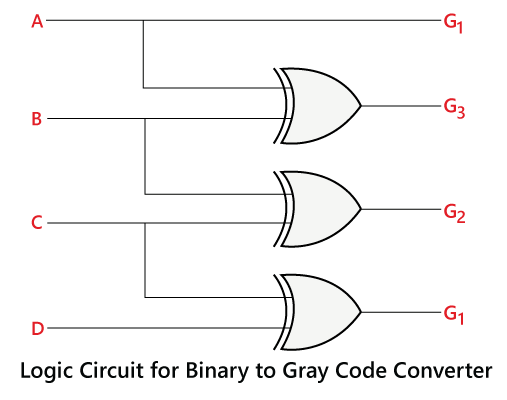 A G1
B G3
C G2
D G1
Logic Circuit for Binary to Gray Code Converter